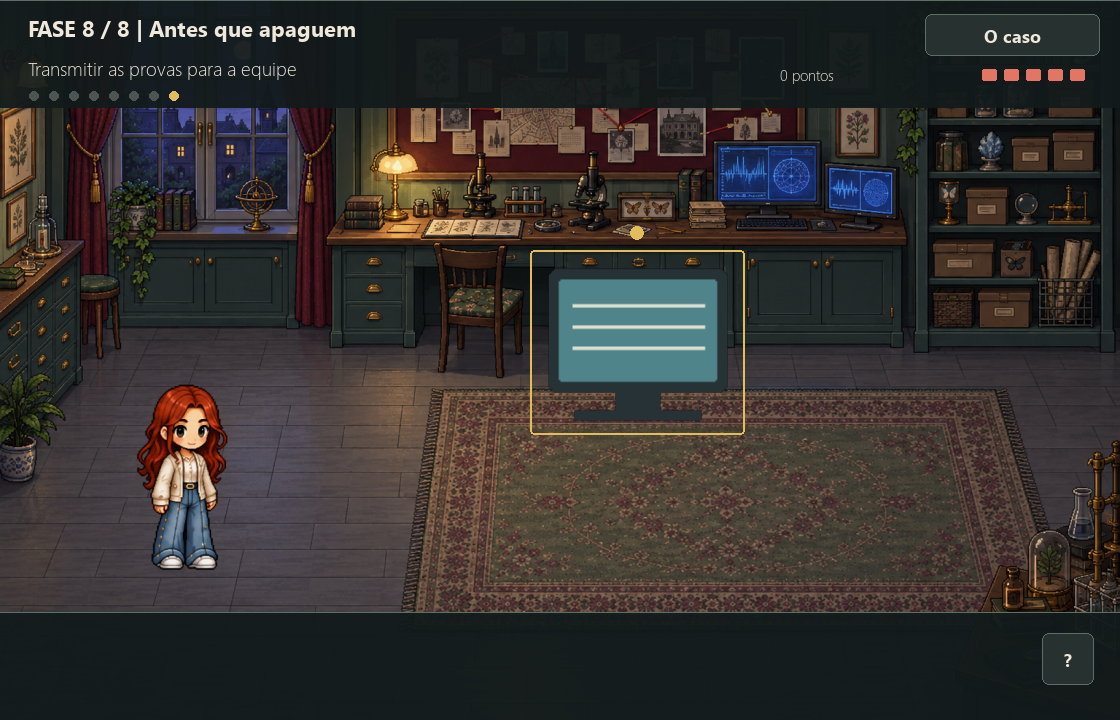 FASE 8 / 8 | Antes que apaguem
O caso
Transmitir as provas para a equipe
0 pontos
?